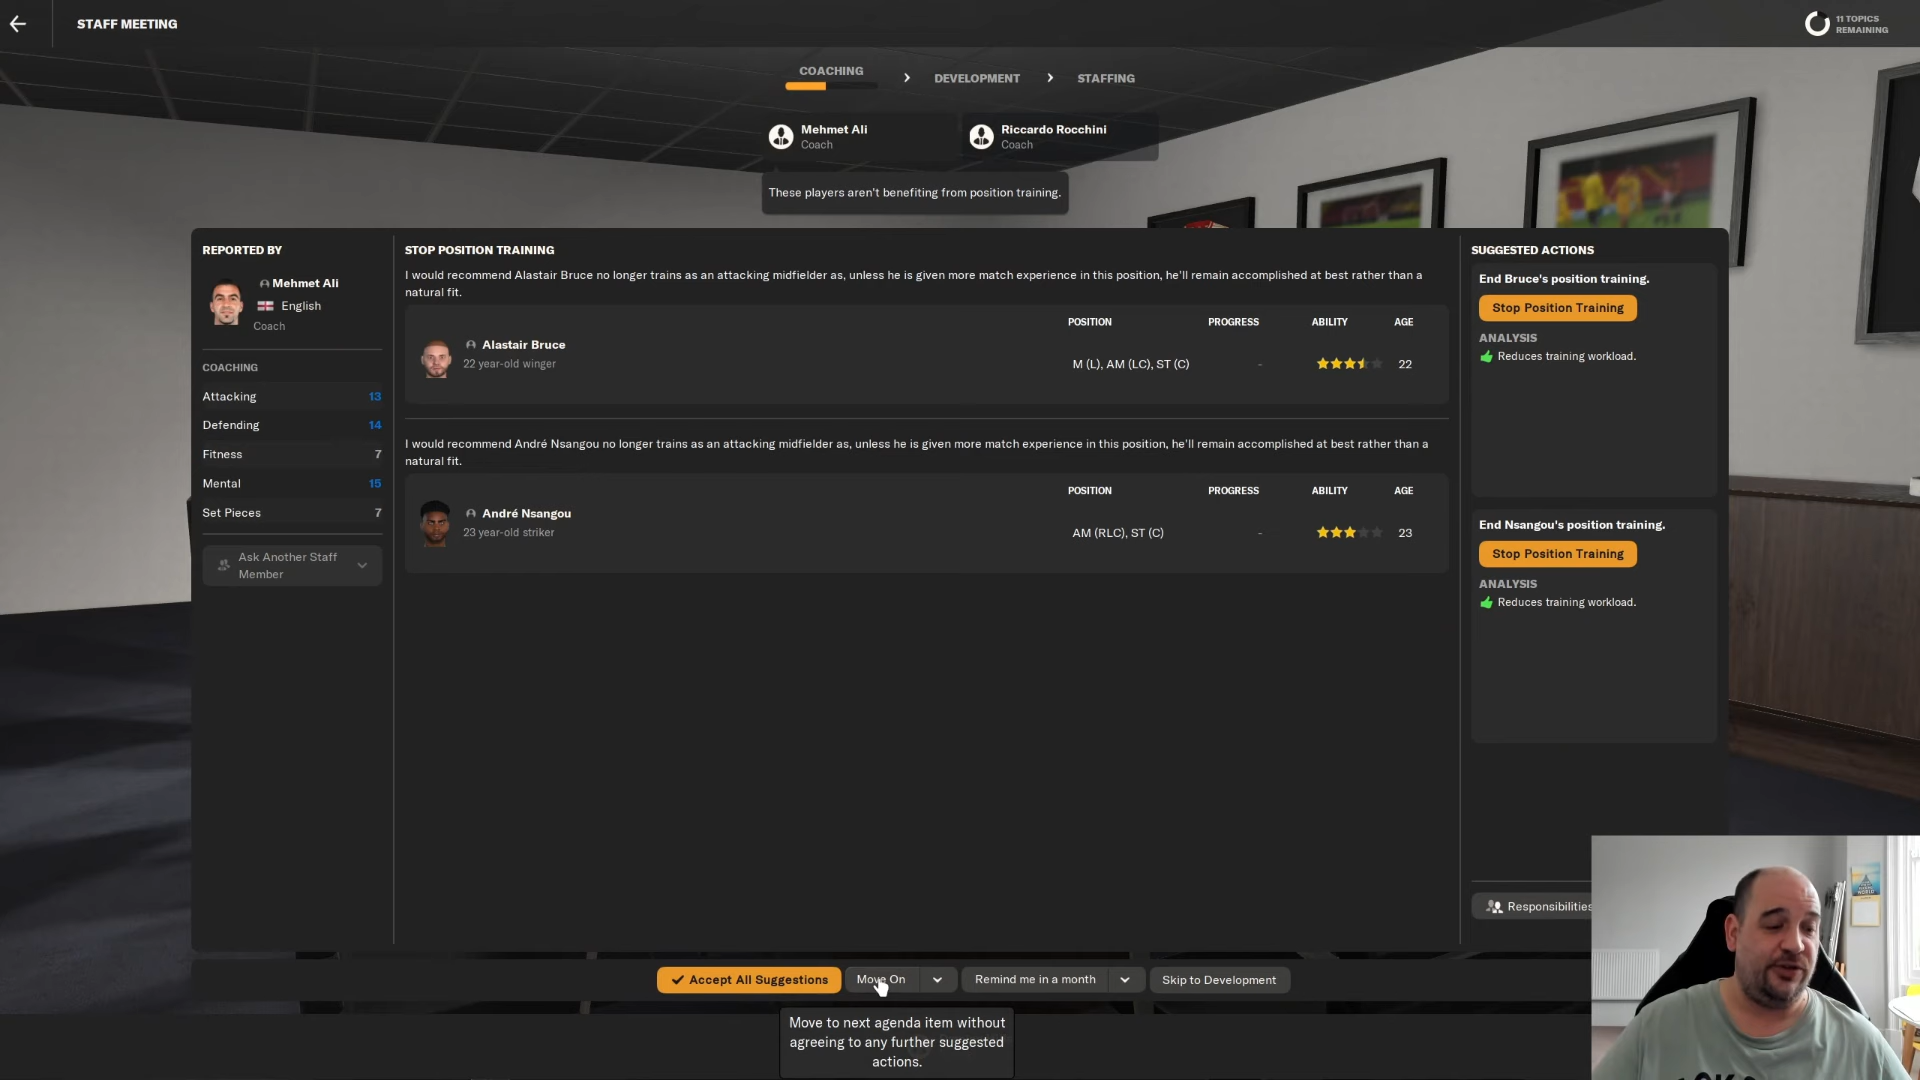 STAFF MEETING
11 TOPICS
REMAINING
COACHING
DEVELOPMENT
STAFFING
Mehmet Ali
Coach
Riccardo Rocchini
Coach
These players aren't benefiting from position training.
REPORTED BY
Mehmet Ali
English
Coach
COACHING
Attacking 13
Defending 14
Fitness 7
Mental 15
Set Pieces 7
Ask Another Staff
Member
STOP POSITION TRAINING
I would recommend Alastair Bruce no longer trains as an attacking midfielder as, unless he is given more match experience in this position, he'll remain accomplished at best rather than a
natural fit.
POSITION PROGRESS ABILITY AGE
Alastair Bruce
22 year-old winger
M (L), AM (LC), ST (C) - 22
I would recommend André Nsangou no longer trains as an attacking midfielder as, unless he is given more match experience in this position, he'll remain accomplished at best rather than a
natural fit.
POSITION PROGRESS ABILITY AGE
André Nsangou
23 year-old striker
AM (RLC), ST (C) - 23
SUGGESTED ACTIONS
End Bruce's position training.
Stop Position Training
ANALYSIS
Reduces training workload.
End Nsangou's position training.
Stop Position Training
ANALYSIS
Reduces training workload.
Responsibilities
Accept All Suggestions
Move On
Remind me in a month
Skip to Development
Move to next agenda item without
agreeing to any further suggested
actions.